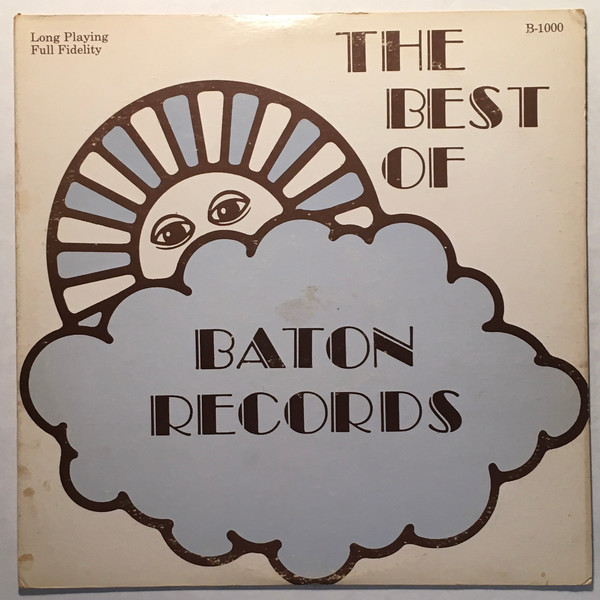 Long Playing
Full Fidelity
B-1000
THE
BEST
OF
BATON
RECORDS